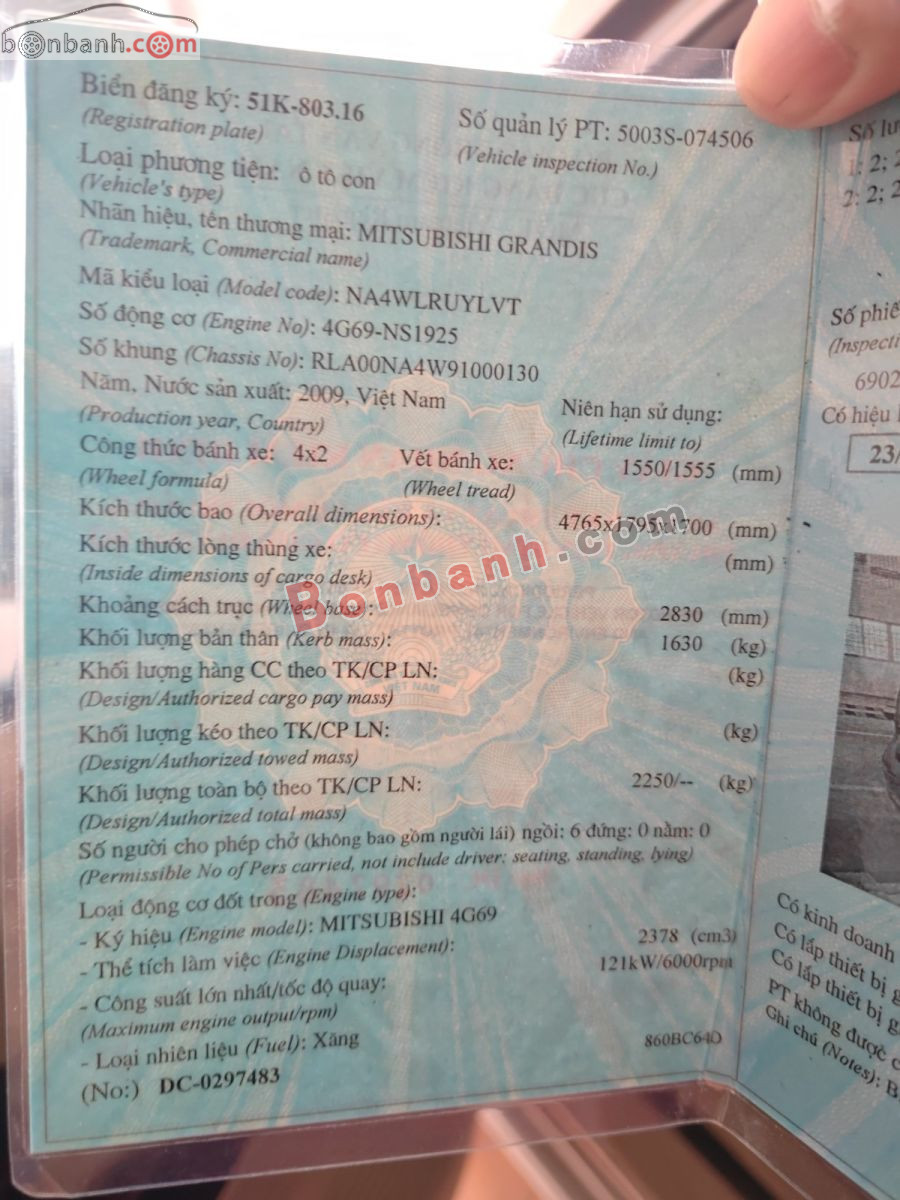 bonbanh.com
Biển đăng ký: 51K-803.16
(Registration plate)
Số quản lý PT: 5003S-074506
(Vehicle inspection No.)
Loại phương tiện: ô tô con
(Vehicle's type)
Nhãn hiệu, tên thương mại: MITSUBISHI GRANDIS
(Trademark, Commercial name)
Mã kiểu loại (Model code): NA4WLRUYLVT
Số động cơ (Engine No): 4G69-NS1925
Số khung (Chassis No): RLA00NA4W91000130
Năm, Nước sản xuất: 2009, Việt Nam
(Production year, Country)
Niên hạn sử dụng:
(Lifetime limit to)
Công thức bánh xe: 4x2
(Wheel formula)
Vết bánh xe: 1550/1555 (mm)
(Wheel tread)
Kích thước bao (Overall dimensions): 4765x1795x1700 (mm)
Kích thước lòng thùng xe: (mm)
(Inside dimensions of cargo desk)
Bonbanh.com
Khoảng cách trục (Wheel base): 2830 (mm)
Khối lượng bản thân (Kerb mass): 1630 (kg)
Khối lượng hàng CC theo TK/CP LN: (kg)
(Design/Authorized cargo pay mass)
Khối lượng kéo theo TK/CP LN: (kg)
(Design/Authorized towed mass)
Khối lượng toàn bộ theo TK/CP LN: 2250/-- (kg)
(Design/Authorized total mass)
Số người cho phép chở (không bao gồm người lái) ngồi: 6 đứng: 0 nằm: 0
(Permissible No of Pers carried, not include driver: seating, standing, lying)
Loại động cơ đốt trong (Engine type):
- Ký hiệu (Engine model): MITSUBISHI 4G69
- Thể tích làm việc (Engine Displacement): 2378 (cm3)
- Công suất lớn nhất/tốc độ quay: 121kW/6000rpm
(Maximum engine output/rpm)
- Loại nhiên liệu (Fuel): Xăng
860BC64D
(No:) DC-0297483
Số
1: 2;
2: 2; 2
Số
6902
Có hiệu
23/
Có kinh doanh
Có lắp thiết bị
Có lắp thiết bị
PT không được
Ghi chú (Notes):